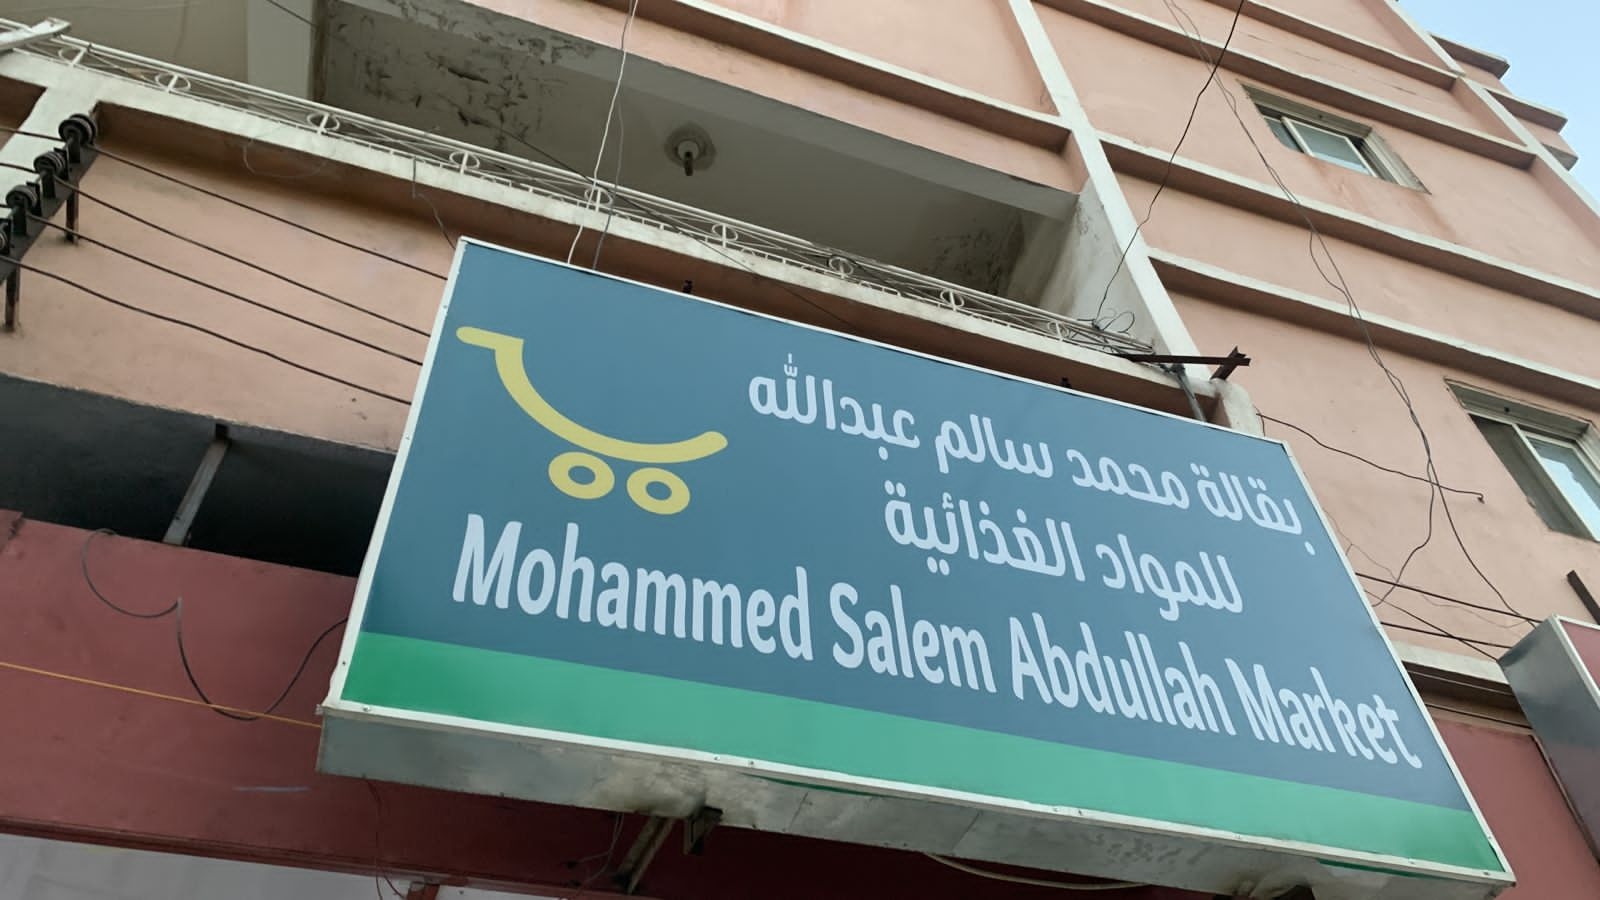 بقالة محمد سالم عبدالله
للمواد الغذائية
Mohammed Salem Abdullah Market